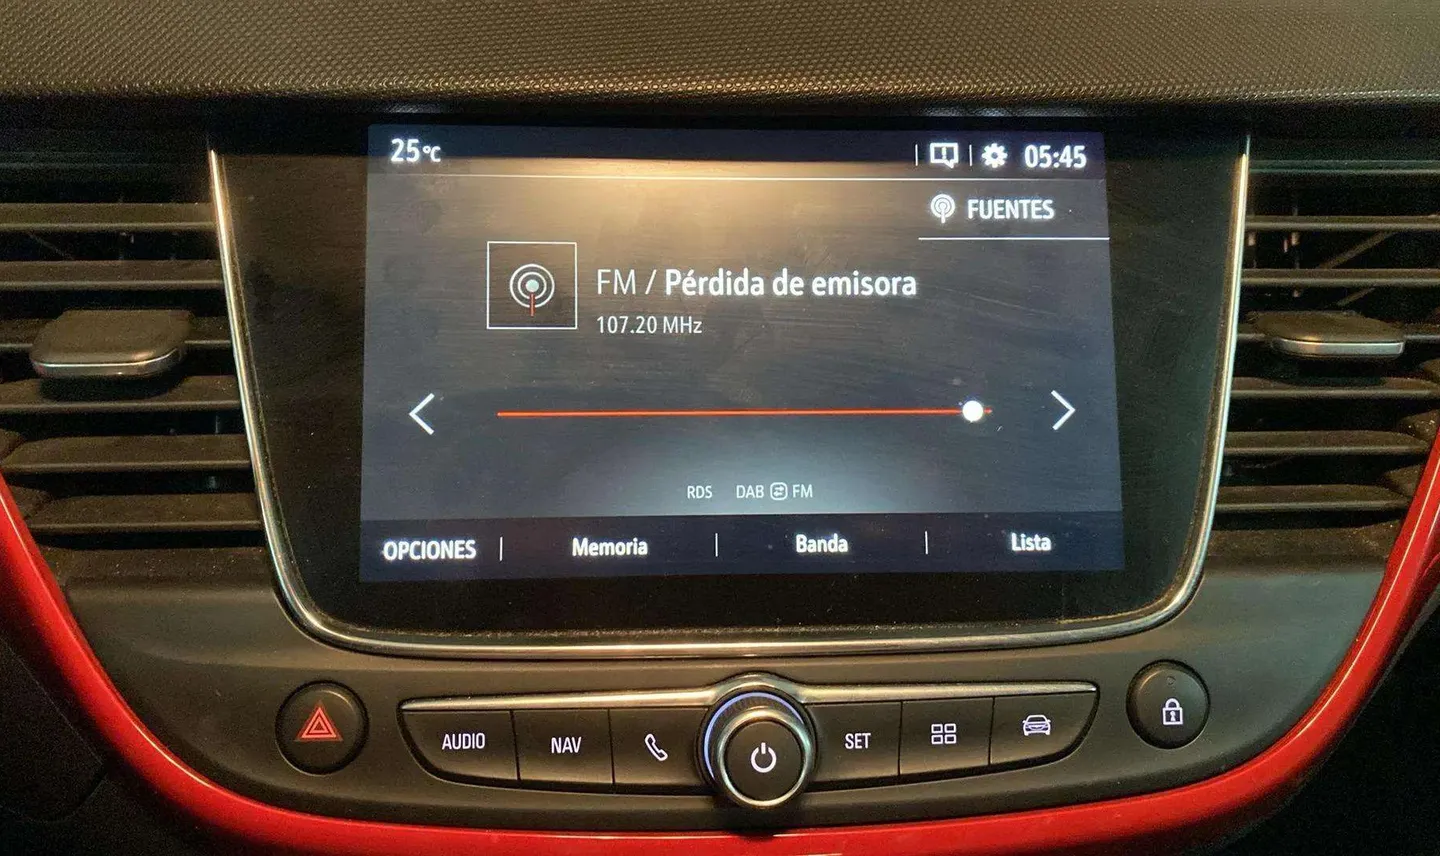 25°C
05:45
FUENTES
FM / Pérdida de emisora
107.20 MHz
RDS DAB FM
OPCIONES | Memoria | Banda | Lista
AUDIO NAV SET